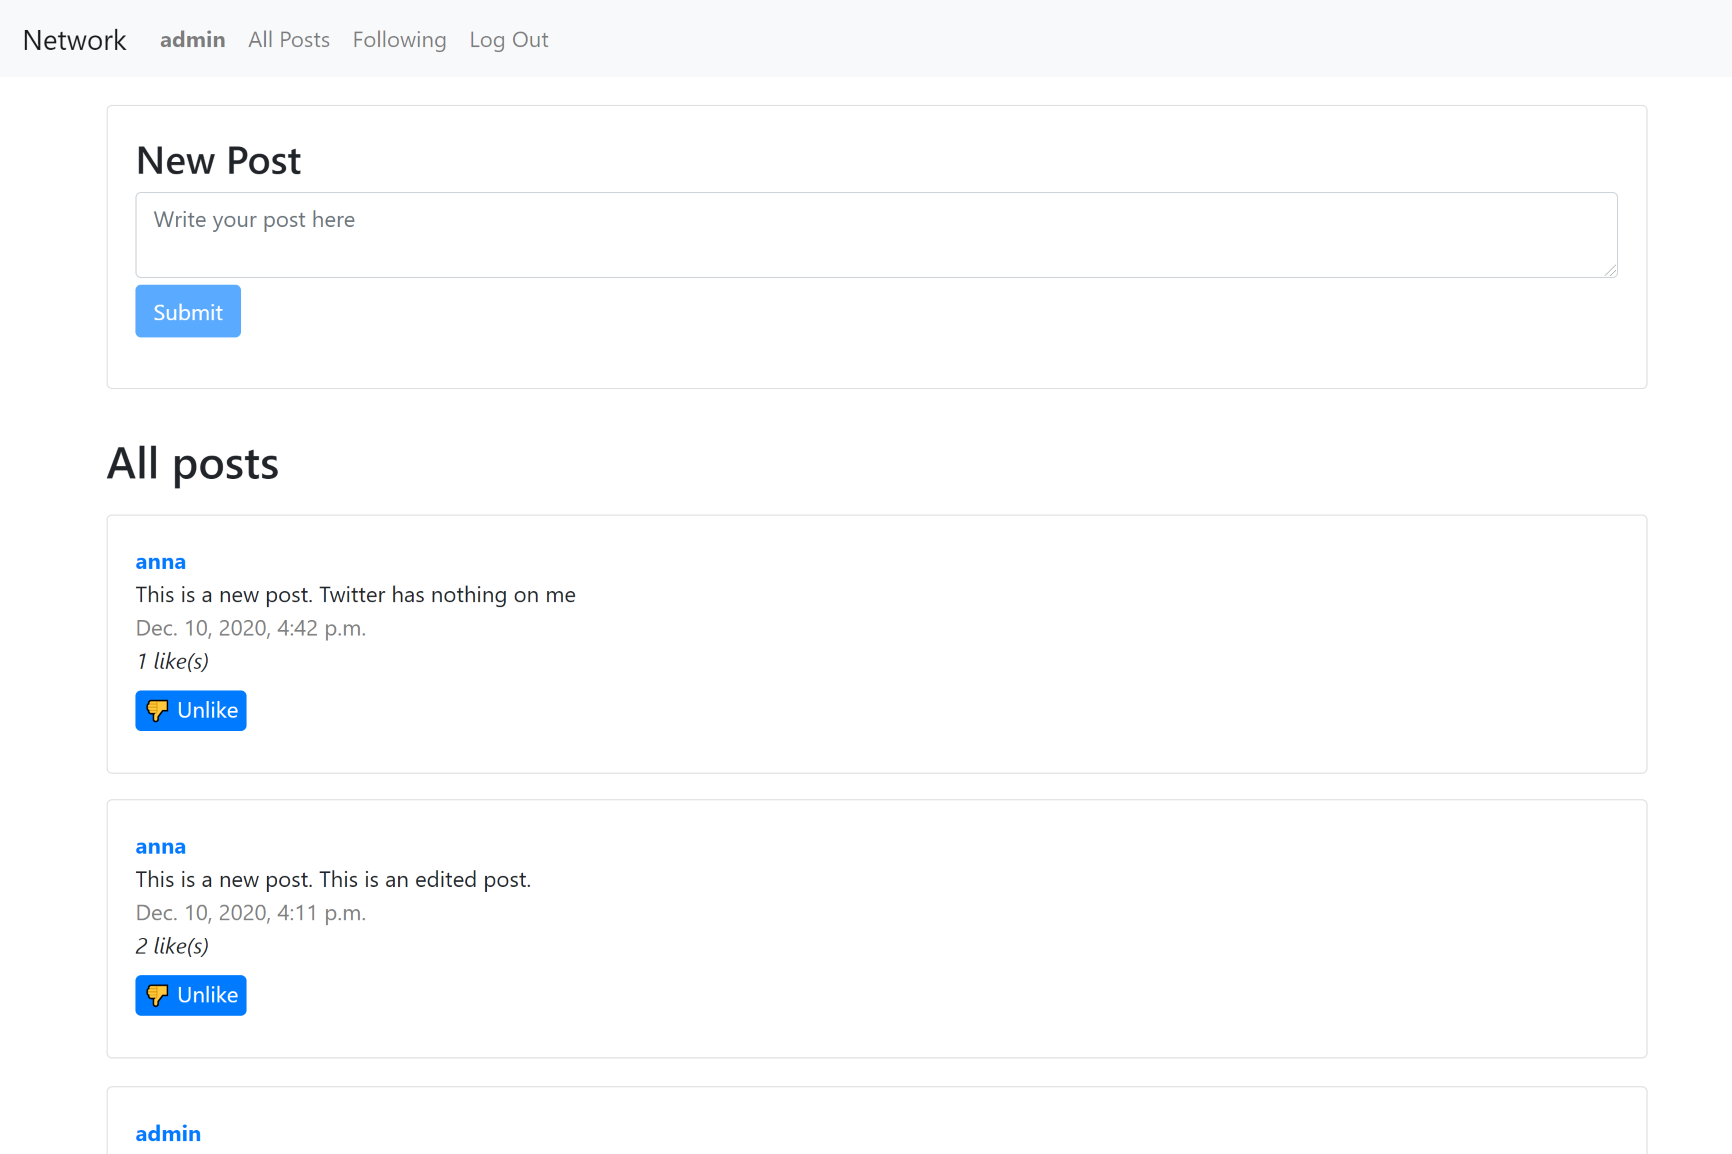 Network admin All Posts Following Log Out
New Post
Write your post here
Submit
All posts
anna
This is a new post. Twitter has nothing on me
Dec. 10, 2020, 4:42 p.m.
1 like(s)
👎 Unlike
anna
This is a new post. This is an edited post.
Dec. 10, 2020, 4:11 p.m.
2 like(s)
👎 Unlike
admin